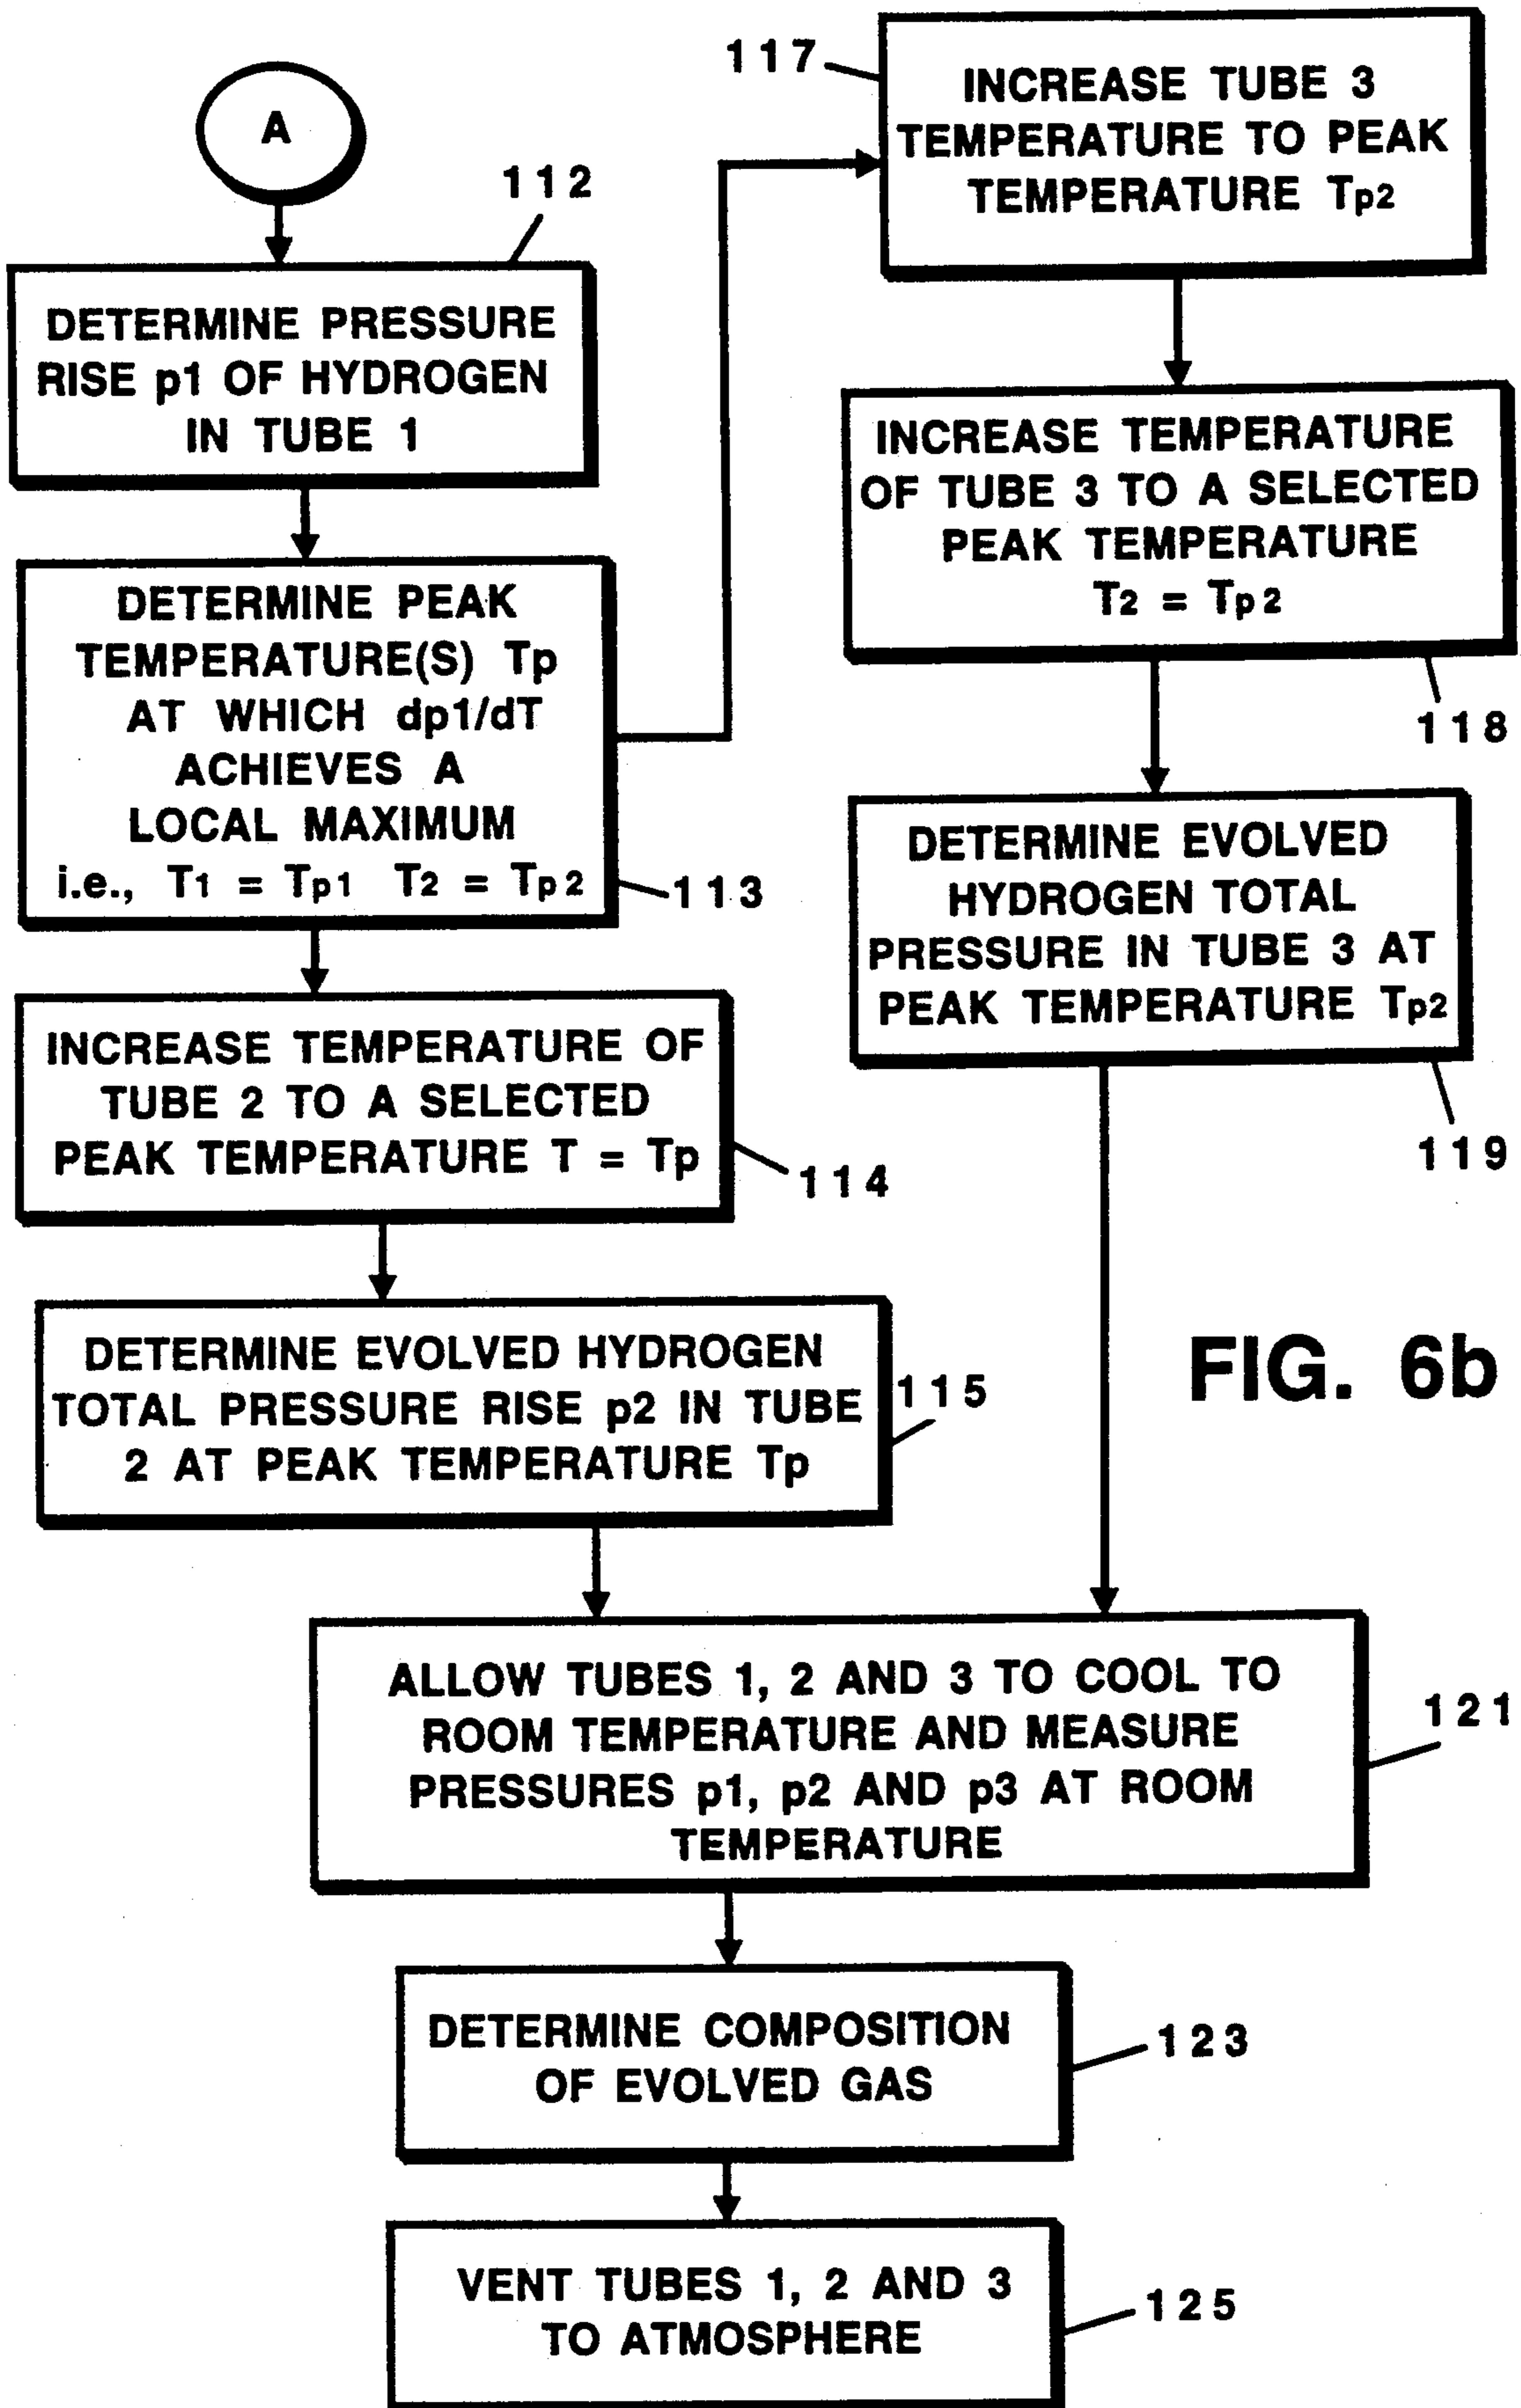 A
112
DETERMINE PRESSURE
RISE p1 OF HYDROGEN
IN TUBE 1
DETERMINE PEAK
TEMPERATURE(S) Tp
AT WHICH dp1/dT
ACHIEVES A
LOCAL MAXIMUM
i.e., T1 = Tp1 T2 = Tp2
113
INCREASE TEMPERATURE OF
TUBE 2 TO A SELECTED
PEAK TEMPERATURE T = Tp
114
DETERMINE EVOLVED HYDROGEN
TOTAL PRESSURE RISE p2 IN TUBE
2 AT PEAK TEMPERATURE Tp
115
117
INCREASE TUBE 3
TEMPERATURE TO PEAK
TEMPERATURE Tp2
INCREASE TEMPERATURE
OF TUBE 3 TO A SELECTED
PEAK TEMPERATURE
T2 = Tp2
118
DETERMINE EVOLVED
HYDROGEN TOTAL
PRESSURE IN TUBE 3 AT
PEAK TEMPERATURE Tp2
119
FIG. 6b
ALLOW TUBES 1, 2 AND 3 TO COOL TO
ROOM TEMPERATURE AND MEASURE
PRESSURES p1, p2 AND p3 AT ROOM
TEMPERATURE
121
DETERMINE COMPOSITION
OF EVOLVED GAS
123
VENT TUBES 1, 2 AND 3
TO ATMOSPHERE
125